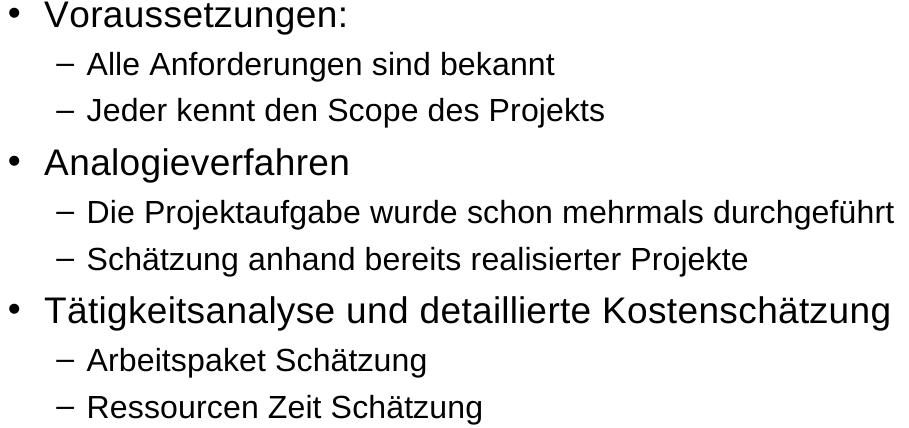 • Voraussetzungen:
– Alle Anforderungen sind bekannt
– Jeder kennt den Scope des Projekts
• Analogieverfahren
– Die Projektaufgabe wurde schon mehrmals durchgeführt
– Schätzung anhand bereits realisierter Projekte
• Tätigkeitsanalyse und detaillierte Kostenschätzung
– Arbeitspaket Schätzung
– Ressourcen Zeit Schätzung